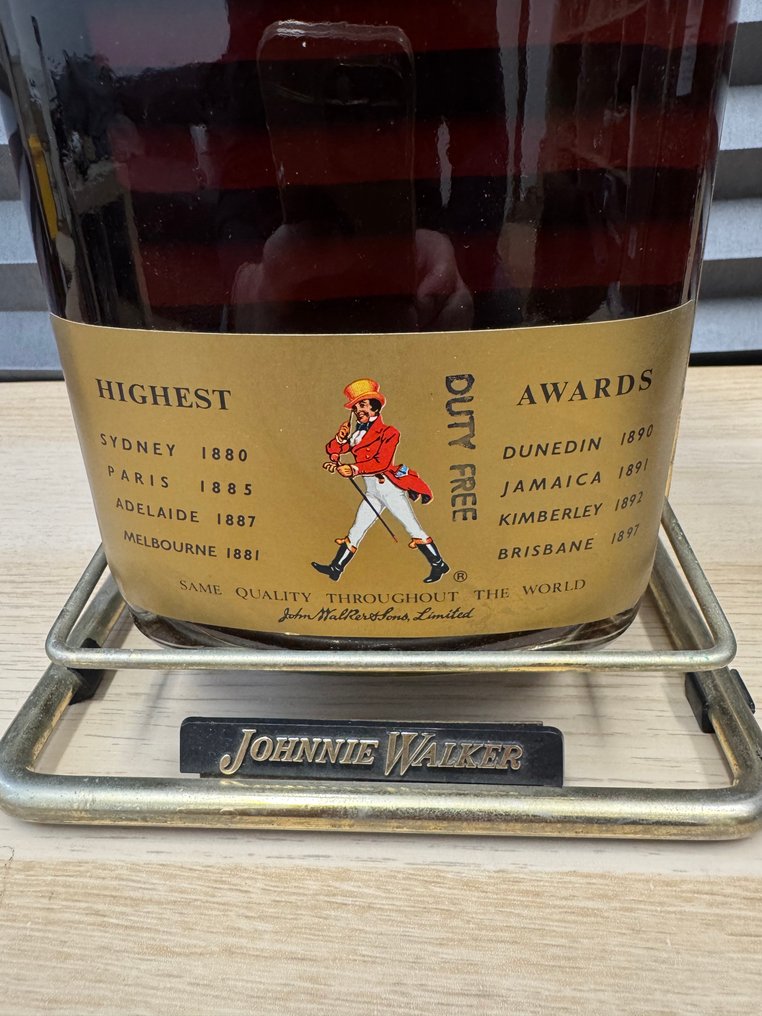 HIGHEST
SYDNEY 1880
PARIS 1885
ADELAIDE 1887
MELBOURNE 1881
DUTY FREE
AWARDS
DUNEDIN 1890
JAMAICA 1891
KIMBERLEY 1892
BRISBANE 1897
®
SAME QUALITY THROUGHOUT THE WORLD
John Walker & Sons, Limited
JOHNNIE WALKER